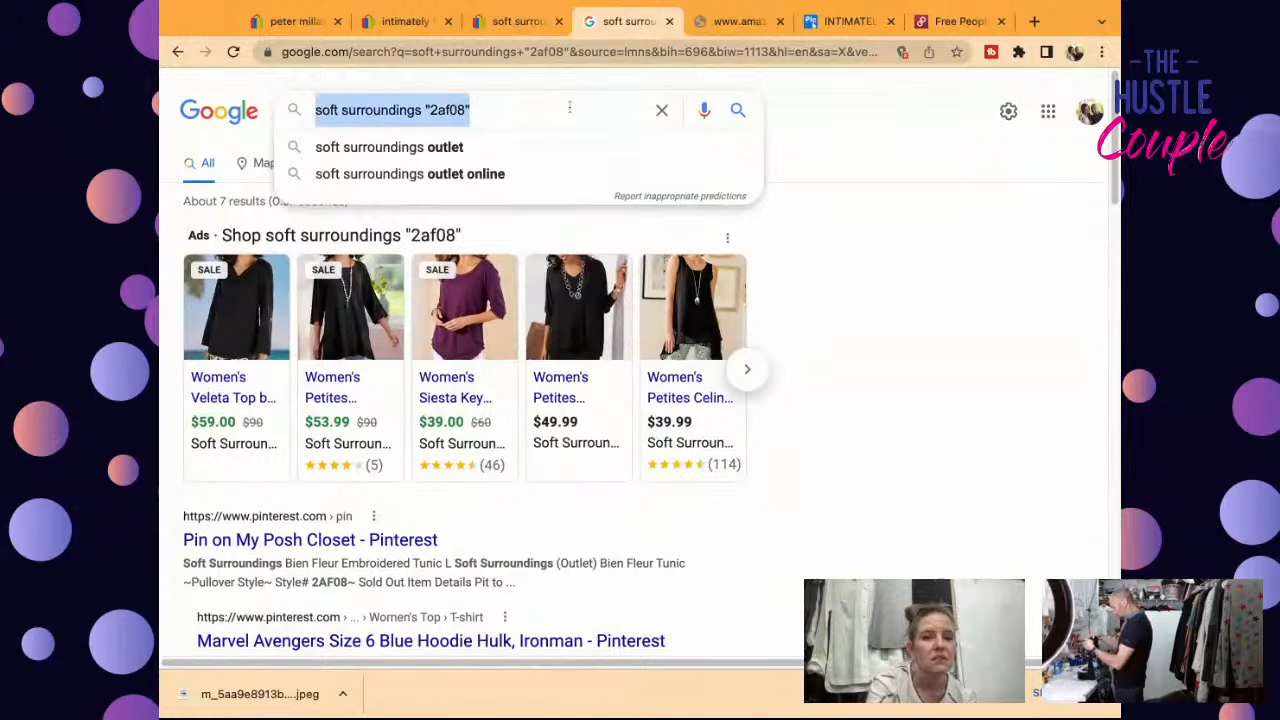 peter milla
intimately
soft surrou
soft surrou
www.amaz
INTIMATEL
Free People
google.com/search?q=soft+surroundings+"2af08"&source=lmns&bih=696&biw=1113&hl=en&sa=X&ve...
THE
HUSTLE
Couple
Google
soft surroundings "2af08"
soft surroundings outlet
soft surroundings outlet online
Report inappropriate predictions
All
Map
About 7 results
Ads · Shop soft surroundings "2af08"
SALE
SALE
SALE
Women's Veleta Top b...
$59.00 $90
Soft Surroun...
Women's Petites...
$53.99 $90
Soft Surroun...
(5)
Women's Siesta Key...
$39.00 $60
Soft Surroun...
(46)
Women's Petites...
$49.99
Soft Surroun...
Women's Petites Celin...
$39.99
Soft Surroun...
(114)
https://www.pinterest.com › pin
Pin on My Posh Closet - Pinterest
Soft Surroundings Bien Fleur Embroidered Tunic L Soft Surroundings (Outlet) Bien Fleur Tunic
~Pullover Style~ Style# 2AF08~ Sold Out Item Details Pit to ...
https://www.pinterest.com › ... › Women's Top › T-shirt
Marvel Avengers Size 6 Blue Hoodie Hulk, Ironman - Pinterest
m_5aa9e8913b....jpeg